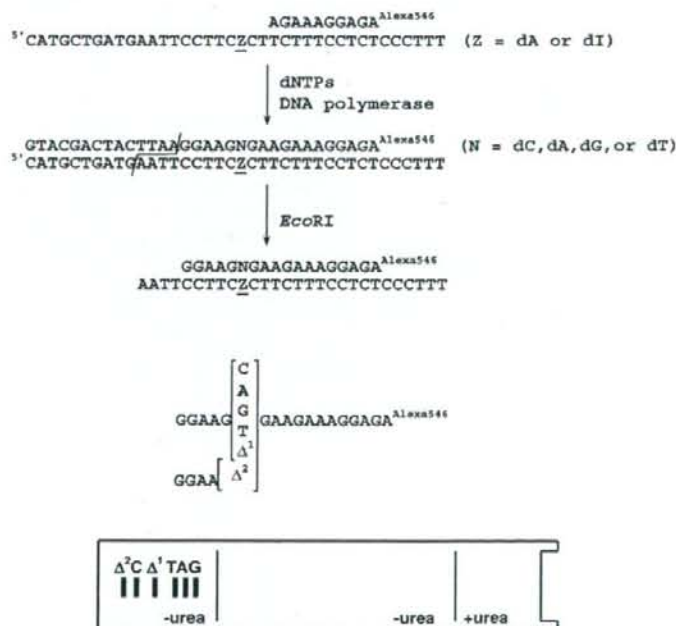 AGAAAGGAGA^Alexa546
5'CATGCTGATGAATTCCTTCZCTTCTTTCCTCTCCCTTT (Z = dA or dI)
dNTPs
DNA polymerase
GTACGACTACTTAAGGAAGNGAAGAAAGGAGA^Alexa546 (N = dC,dA,dG,or dT)
5'CATGCTGATGAATTCCTTCZCTTCTTTCCTCTCCCTTT
EcoRI
GGAAGNGAAGAAAGGAGA^Alexa546
AATTCCTTCZCTTCTTTCCTCTCCCTTT
C
A
GGAAG G GAAGAAAGGAGA^Alexa546
T
Δ¹
GGAA Δ²
Δ²C Δ¹ TAG
-urea -urea +urea